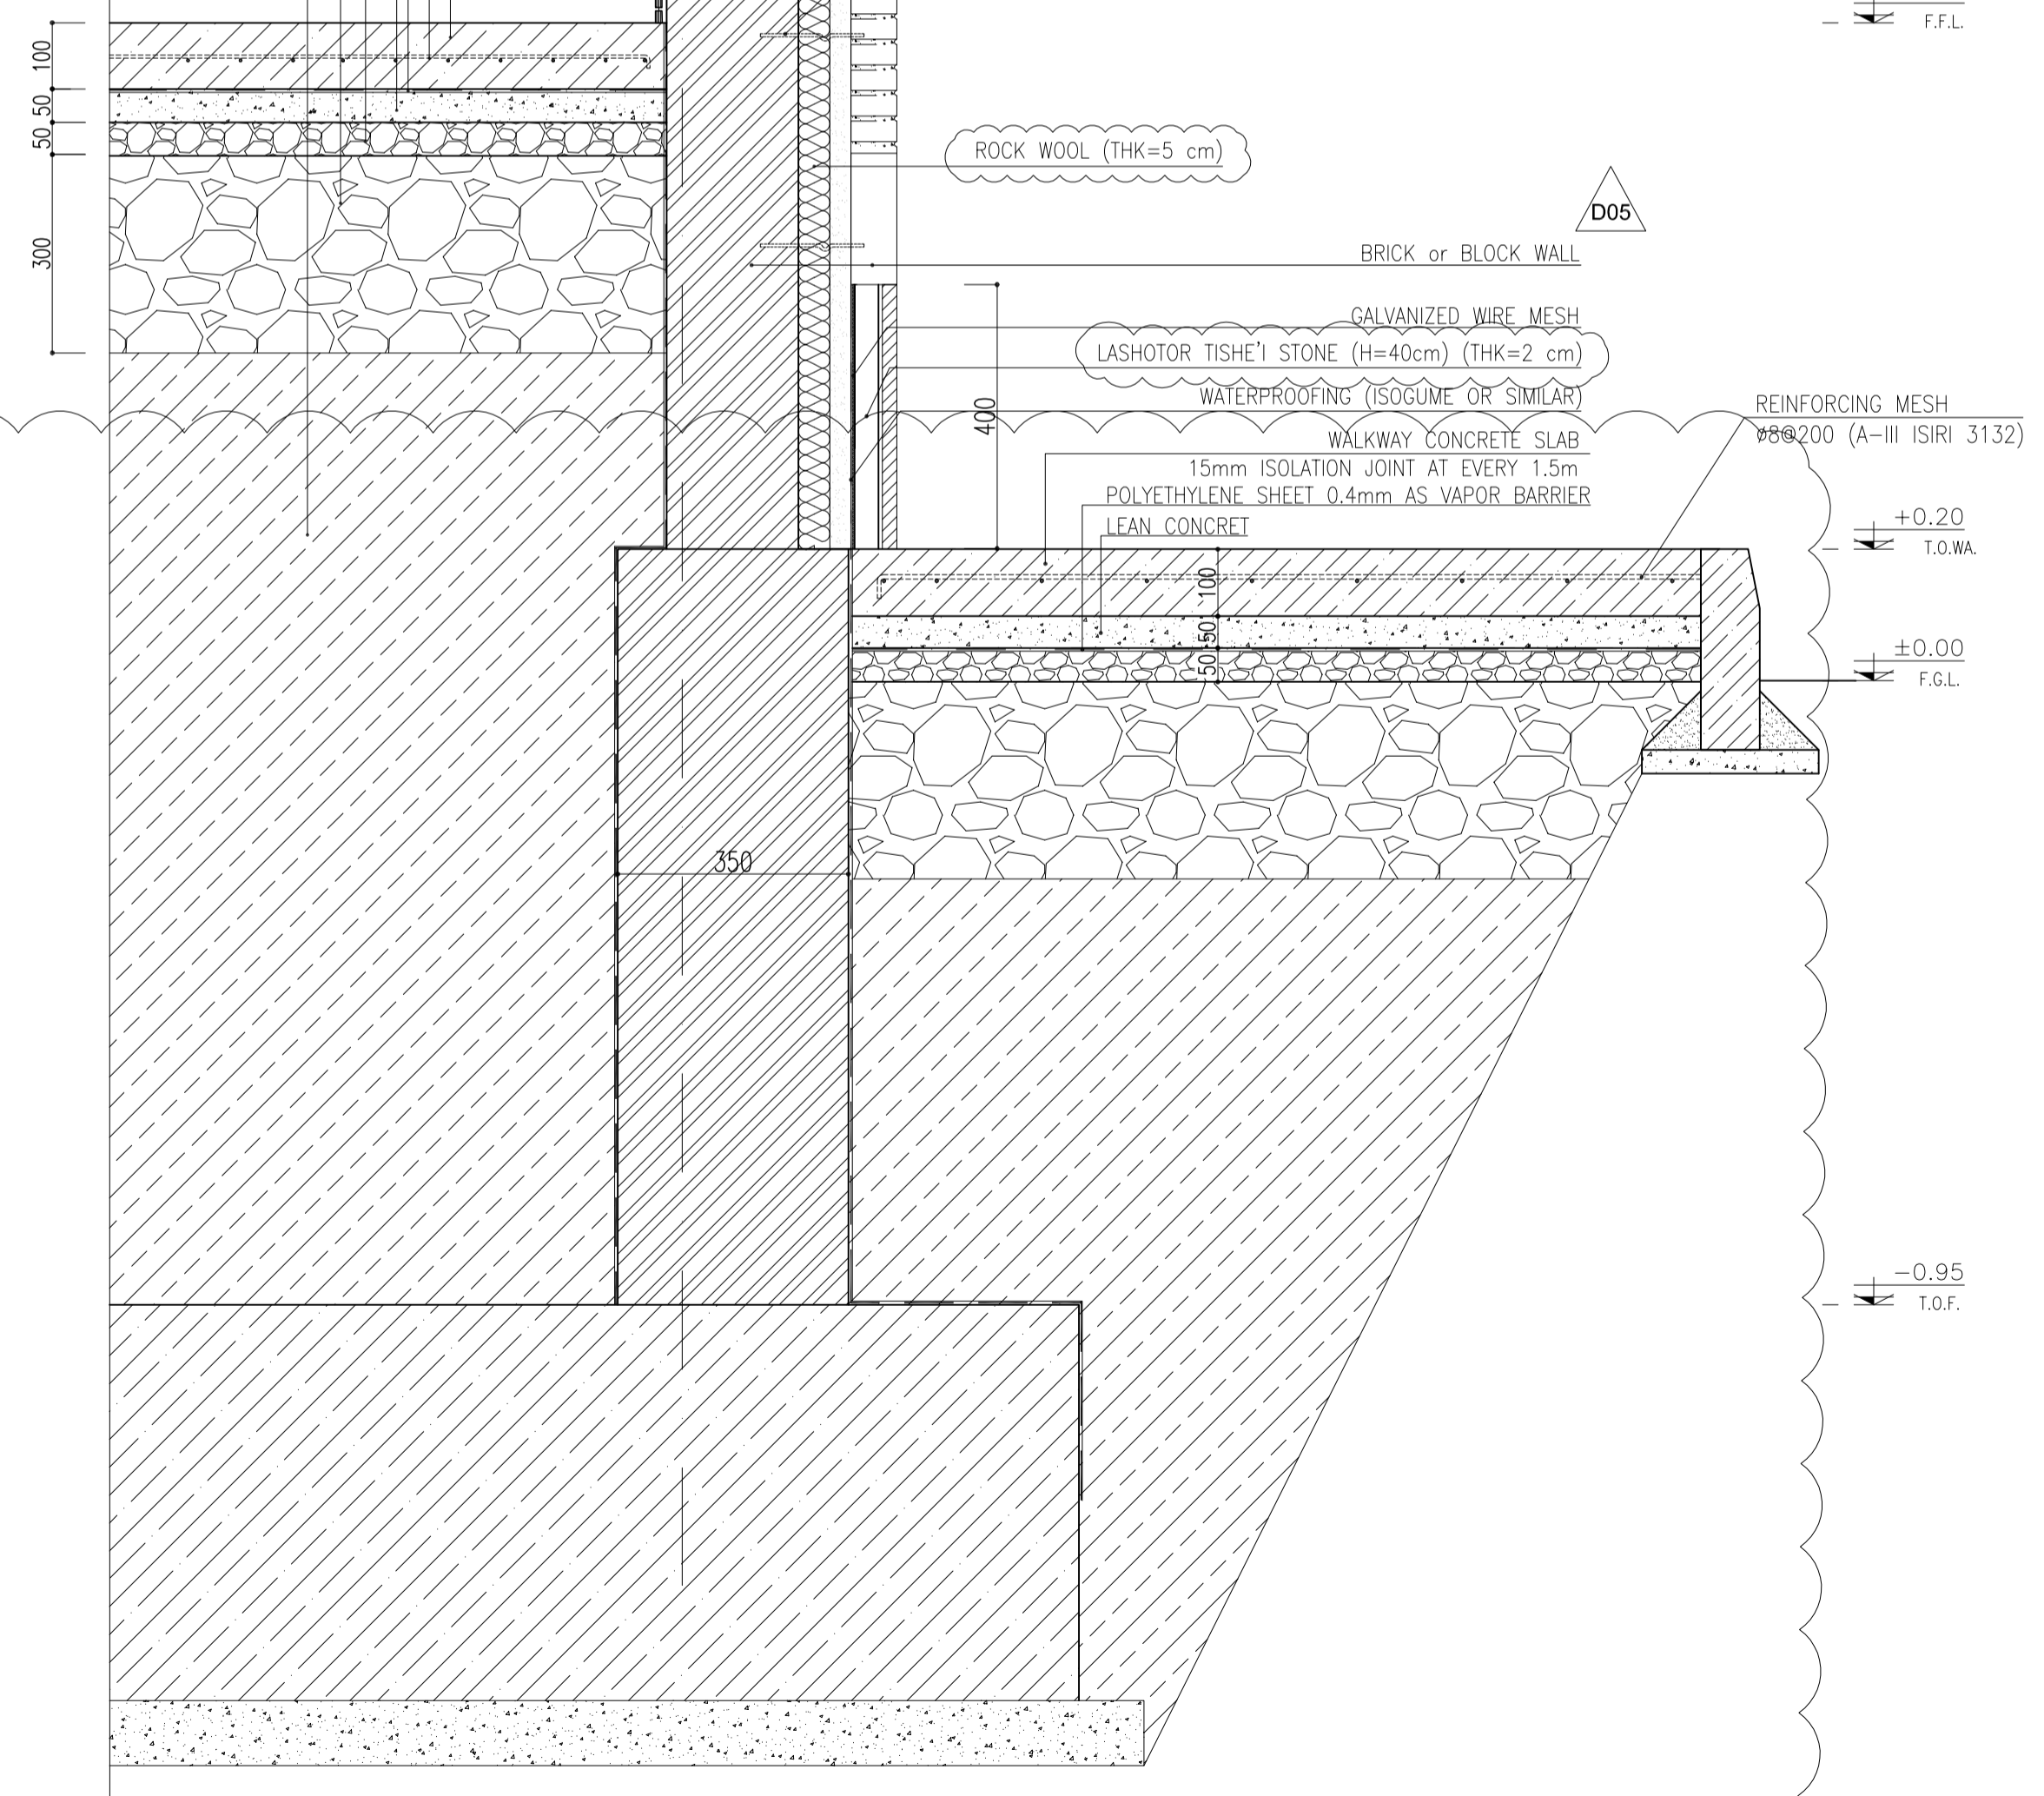 F.F.L.
100
50
50
300
ROCK WOOL (THK=5 cm)
D05
BRICK or BLOCK WALL
GALVANIZED WIRE MESH
LASHOTOR TISHE'I STONE (H=40cm) (THK=2 cm)
WATERPROOFING (ISOGUME OR SIMILAR)
400
REINFORCING MESH
ø8@200 (A-III ISIRI 3132)
WALKWAY CONCRETE SLAB
15mm ISOLATION JOINT AT EVERY 1.5m
POLYETHYLENE SHEET 0.4mm AS VAPOR BARRIER
LEAN CONCRET
+0.20
T.O.WA.
100
50
50
±0.00
F.G.L.
350
-0.95
T.O.F.